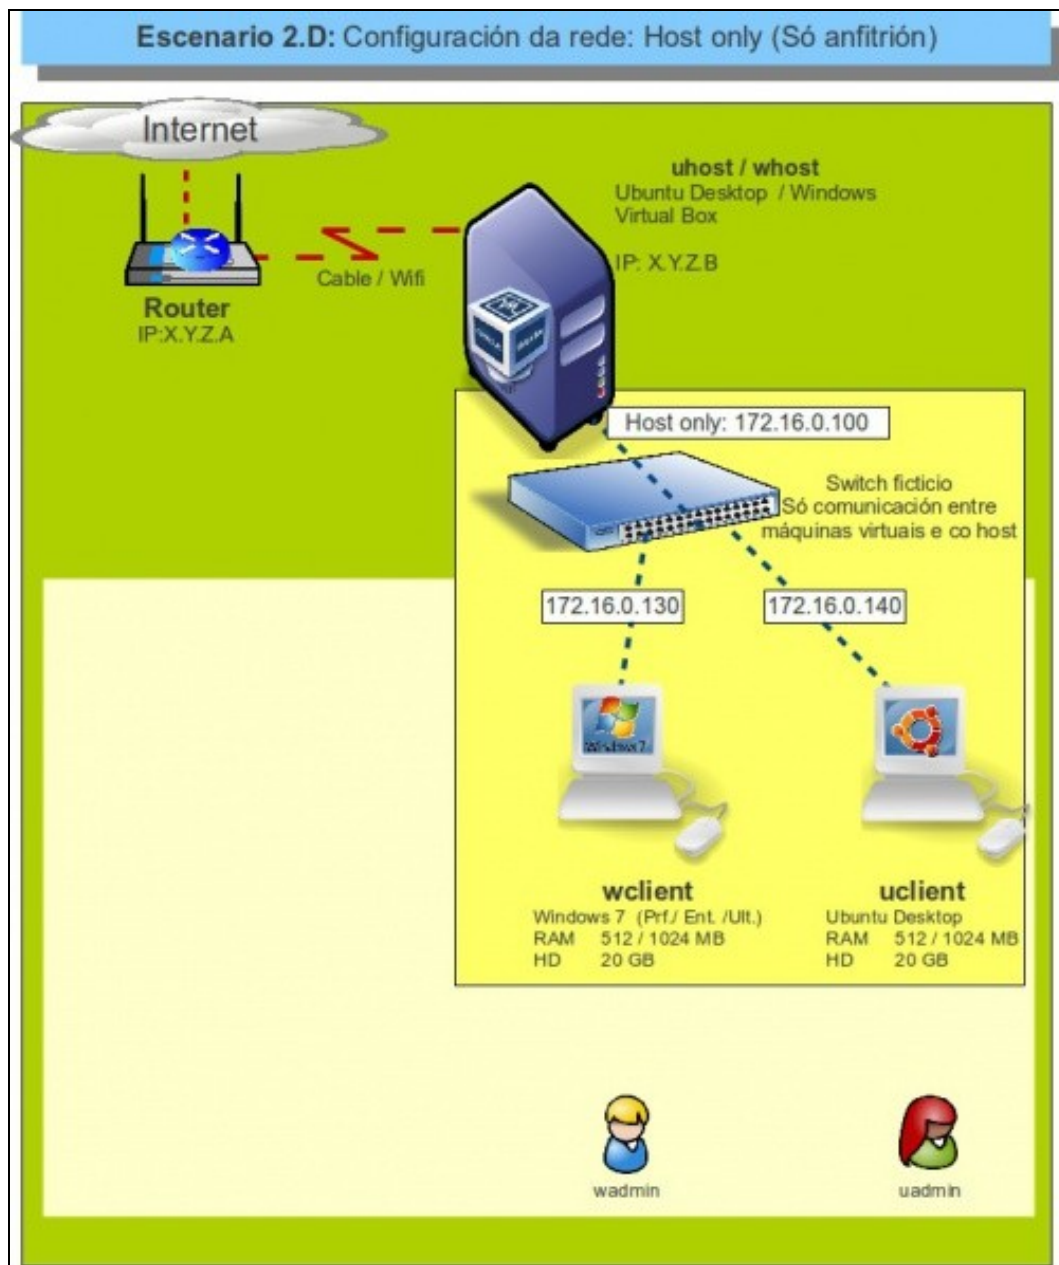 Escenario 2.D: Configuración da rede: Host only (Só anfitrión)
Internet
uhost / whost
Ubuntu Desktop / Windows
Virtual Box
IP: X.Y.Z.B
Cable / Wifi
Router
IP:X.Y.Z.A
Host only: 172.16.0.100
Switch ficticio
Só comunicación entre
máquinas virtuais e co host
172.16.0.130
172.16.0.140
Windows 7
wclient
Windows 7 (Prf./ Ent. /Ult.)
RAM 512 / 1024 MB
HD 20 GB
uclient
Ubuntu Desktop
RAM 512 / 1024 MB
HD 20 GB
wadmin
uadmin